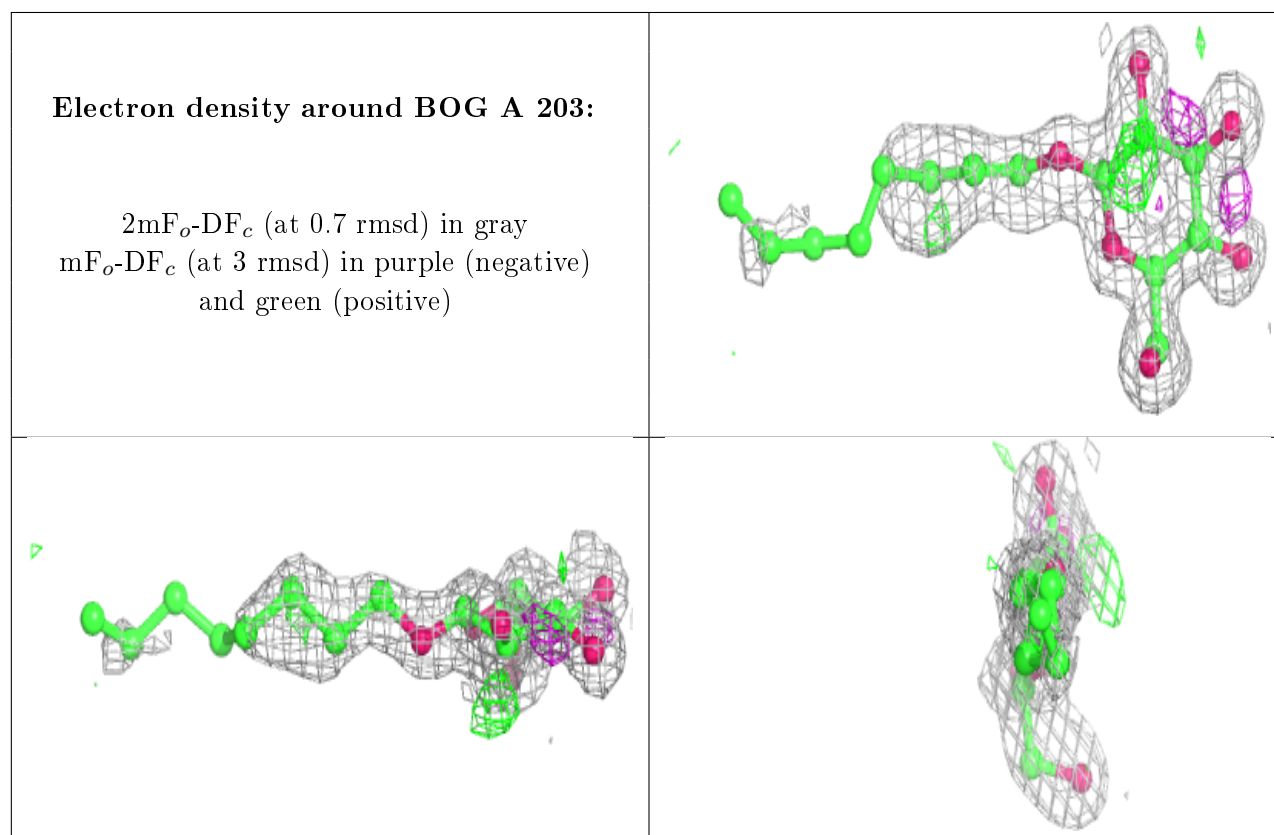 Electron density around BOG A 203:
2mFo-DFc (at 0.7 rmsd) in gray
mFo-DFc (at 3 rmsd) in purple (negative)
and green (positive)